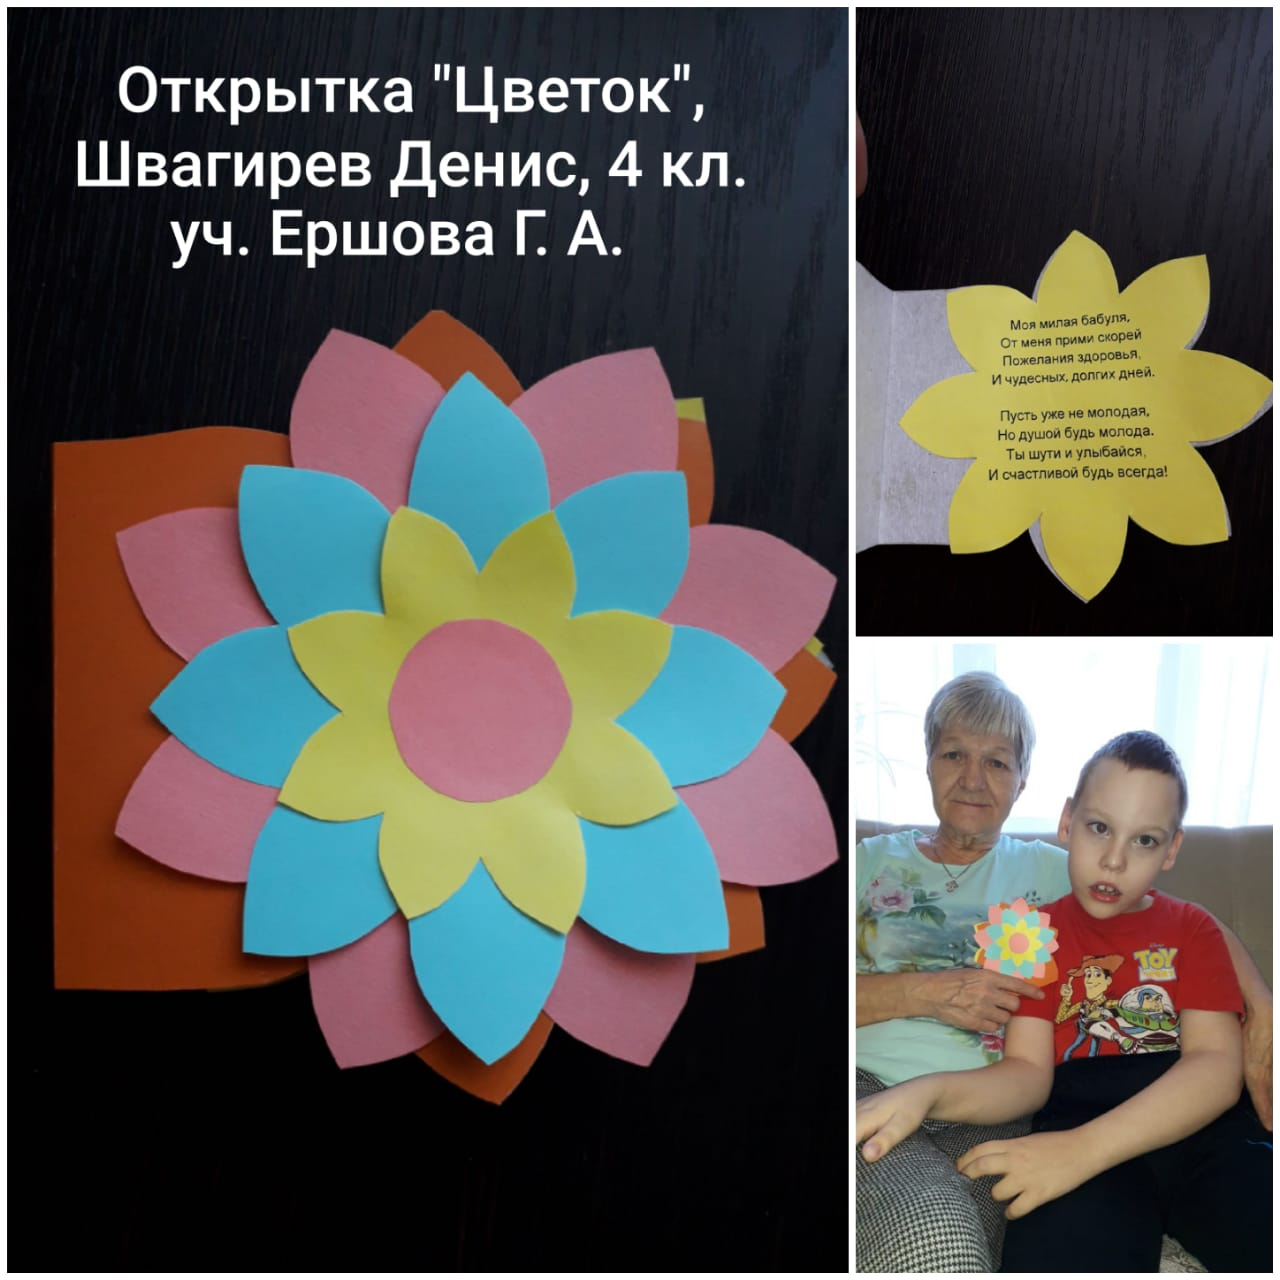 Открытка "Цветок",
Швагирев Денис, 4 кл.
уч. Ершова Г. А.
Моя милая бабуля,
От меня прими скорей
Пожелания здоровья,
И чудесных, долгих дней.
Пусть уже не молодая,
Но душой будь молода.
Ты шути и улыбайся,
И счастливой будь всегда!
Disney
TOY